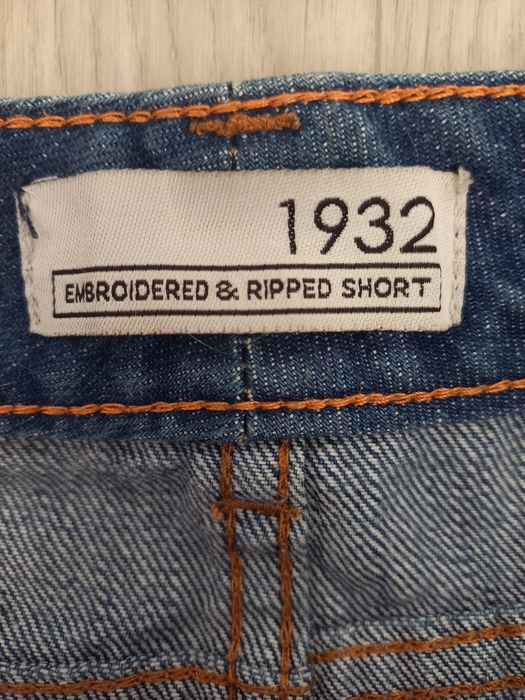 1932
EMBROIDERED & RIPPED SHORT